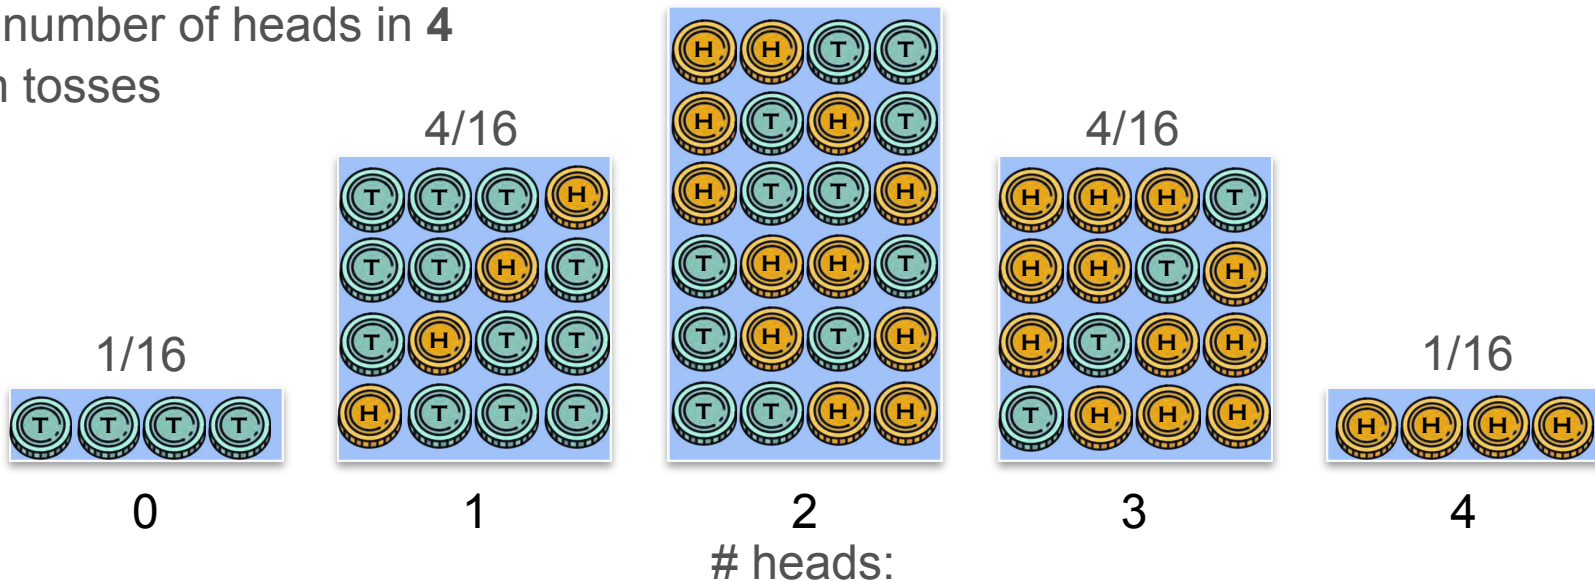 number of heads in 4
tosses
4/16
4/16
1/16
1/16
H H T T
H T H T
H T T H
T H H T
T H T H
T T H H
T T T H
T T H T
T H T T
H T T T
H H H T
H H T H
H T H H
T H H H
T T T T
H H H H
0 1 2 3 4
# heads: